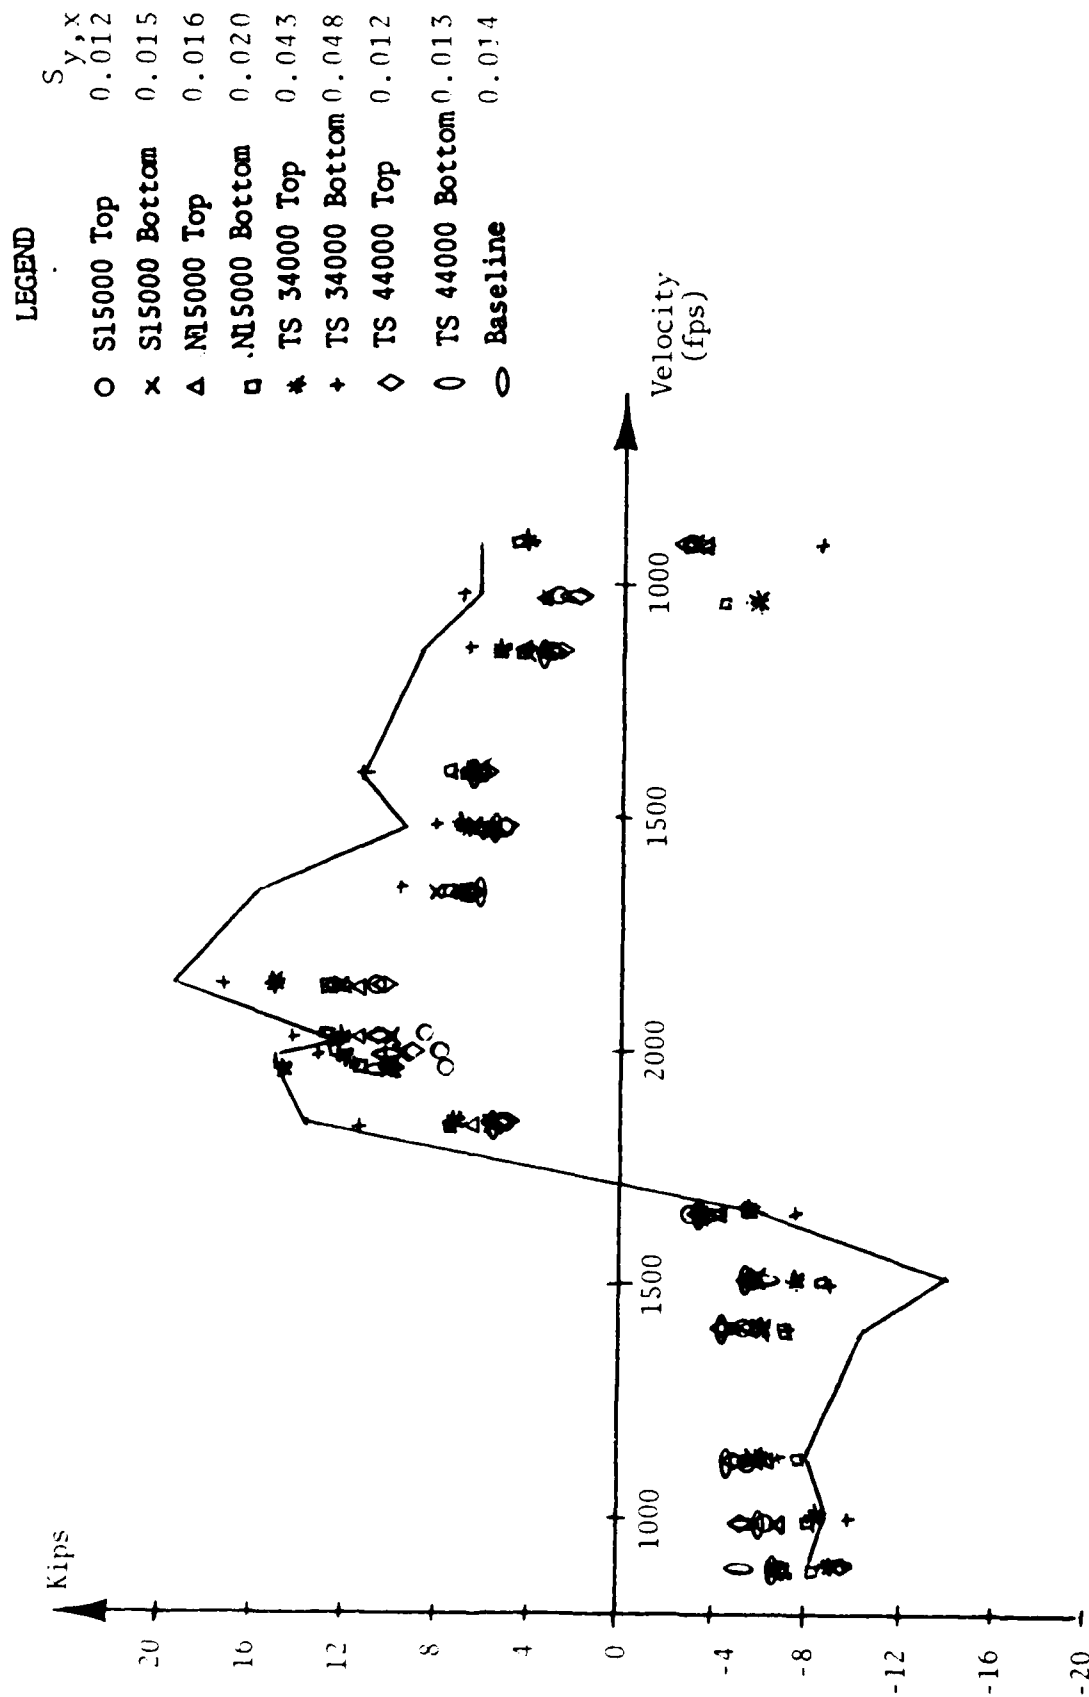 LEGEND
S y,x
○ S15000 Top 0.012
× S15000 Bottom 0.015
△ N15000 Top 0.016
□ N15000 Bottom 0.020
* TS 34000 Top 0.043
+ TS 34000 Bottom 0.048
◇ TS 44000 Top 0.012
TS 44000 Bottom 0.013
Baseline 0.014
Kips
20
16
12
8
4
0
-4
-8
-12
-16
-20
1000
1500
2000
1500
1000
Velocity
(fps)